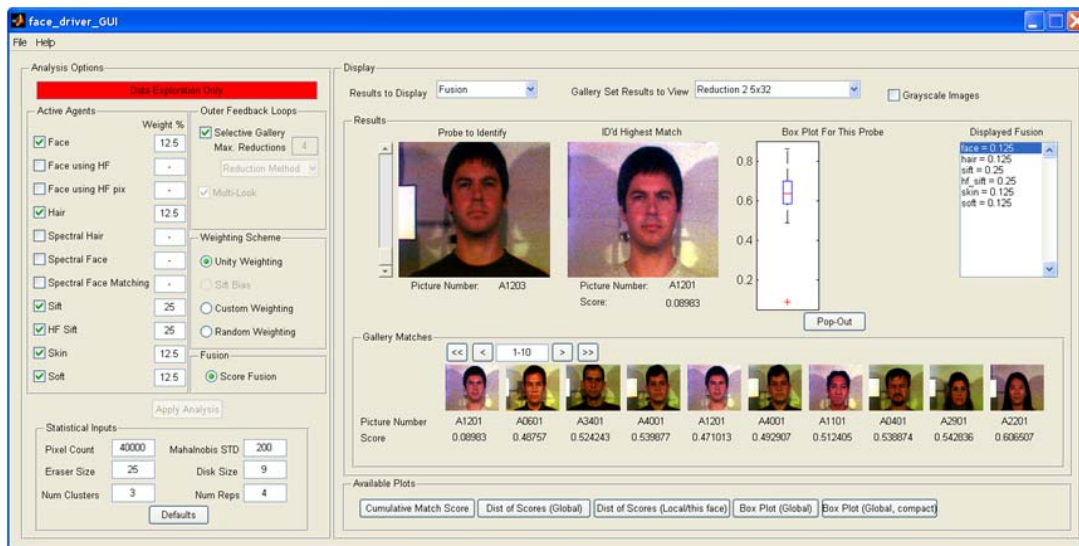 face_driver_GUI
File Help
Analysis Options
Data Exploration Only
Active Agents
Weight %
Face 12.5
Face using HF -
Face using HF pix -
Hair 12.5
Spectral Hair -
Spectral Face -
Spectral Face Matching -
Sift 25
HF Sift 25
Skin 12.5
Soft 12.5
Outer Feedback Loops
Selective Gallery
Max. Reductions 4
Reduction Method
Multi-Look
Weighting Scheme
Unity Weighting
Sift Bias
Custom Weighting
Random Weighting
Fusion
Score Fusion
Apply Analysis
Statistical Inputs
Pixel Count 40000 Mahalnobis STD 200
Eraser Size 25 Disk Size 9
Num Clusters 3 Num Reps 4
Defaults
Display
Results to Display Fusion Gallery Set Results to View Reduction 2 5x32 Grayscale Images
Results
Probe to Identify
Picture Number: A1203
ID'd Highest Match
Picture Number: A1201
Score: 0.08983
Box Plot For This Probe
0.8
0.6
0.4
0.2
Pop-Out
Displayed Fusion
face = 0.125
hair = 0.125
sift = 0.25
hf_sift = 0.25
skin = 0.125
soft = 0.125
Gallery Matches
<< < 1-10 > >>
Picture Number A1201 A0601 A3401 A4001 A1201 A4001 A1101 A0401 A2901 A2201
Score 0.08983 0.48757 0.524243 0.539877 0.471013 0.492907 0.512405 0.538874 0.542836 0.606507
Available Plots
Cumulative Match Score Dist of Scores (Global) Dist of Scores (Local/this face) Box Plot (Global) Box Plot (Global, compact)